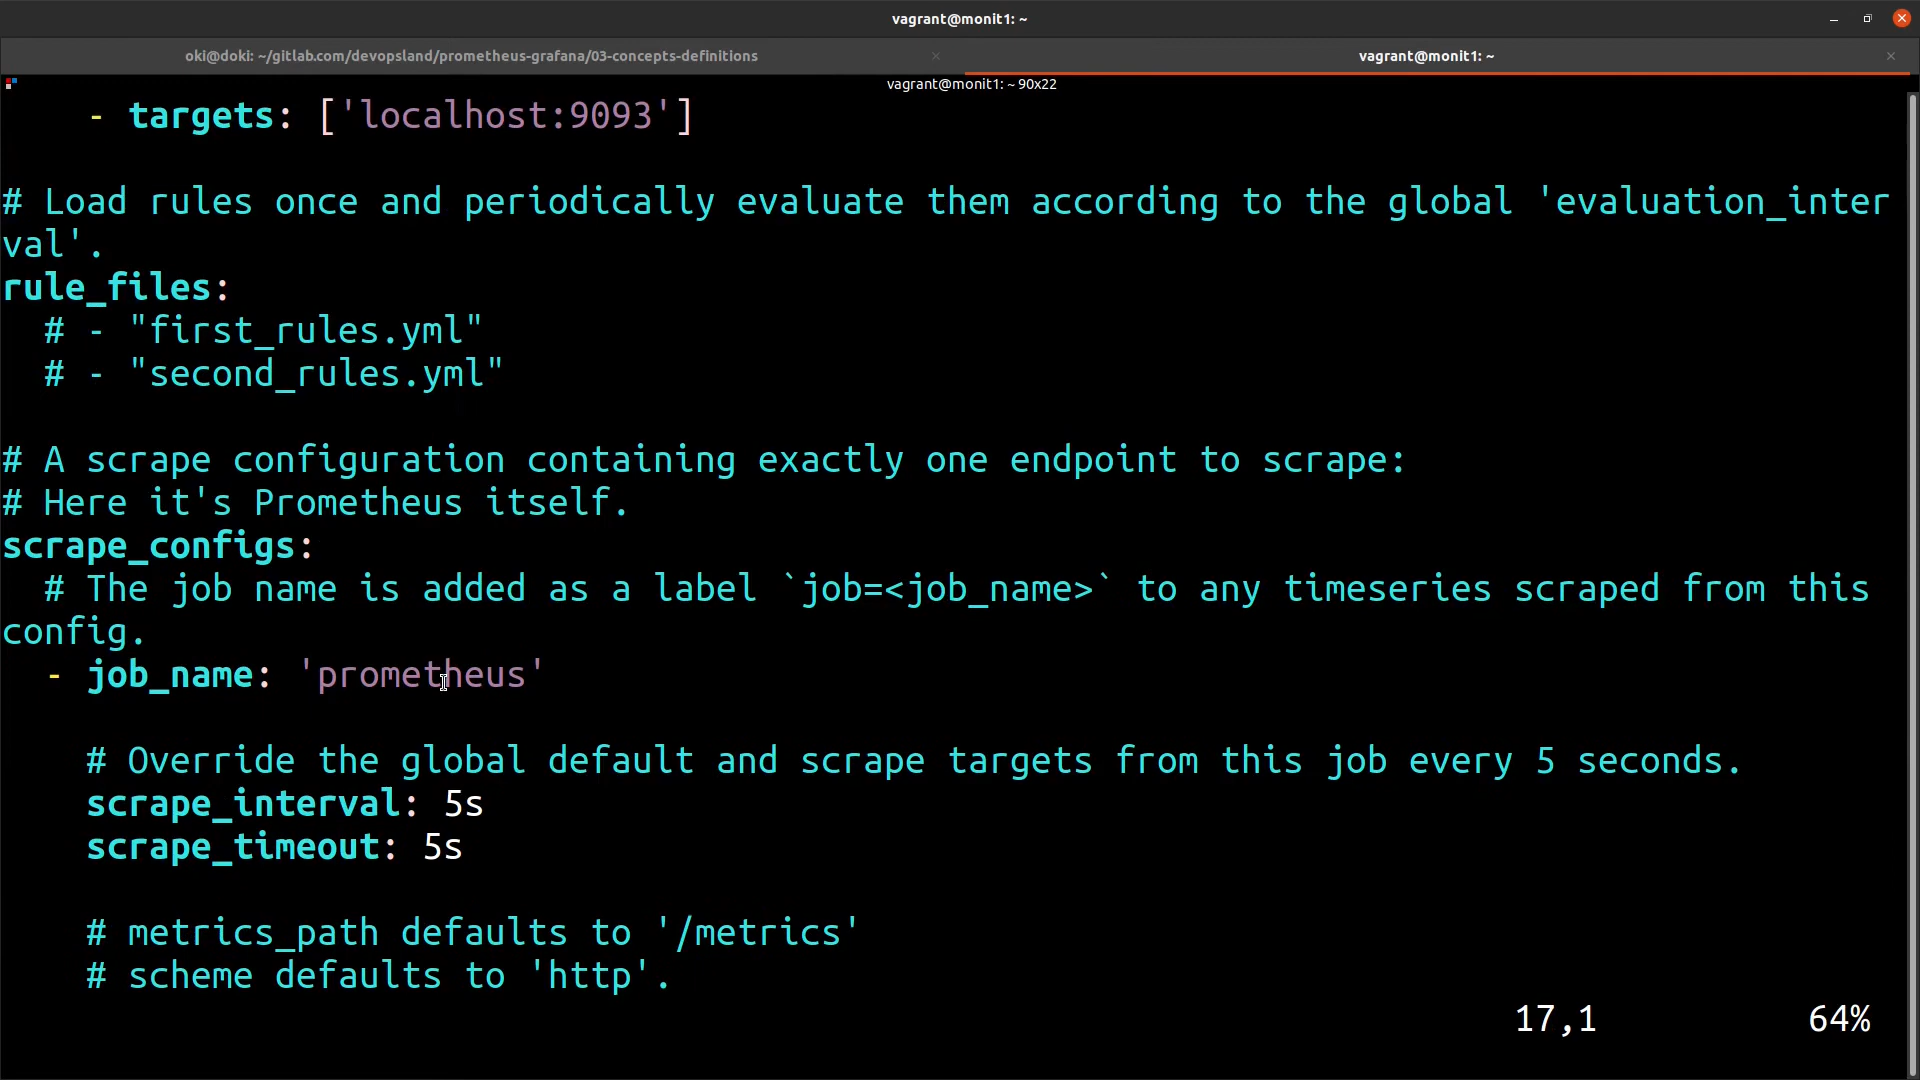 vagrant@monit1: ~
oki@doki: ~/gitlab.com/devopsland/prometheus-grafana/03-concepts-definitions
vagrant@monit1: ~
vagrant@monit1: ~ 90x22
- targets: ['localhost:9093']
# Load rules once and periodically evaluate them according to the global 'evaluation_inter
val'.
rule_files:
# - "first_rules.yml"
# - "second_rules.yml"
# A scrape configuration containing exactly one endpoint to scrape:
# Here it's Prometheus itself.
scrape_configs:
# The job name is added as a label `job=<job_name>` to any timeseries scraped from this
config.
- job_name: 'prometheus'
# Override the global default and scrape targets from this job every 5 seconds.
scrape_interval: 5s
scrape_timeout: 5s
# metrics_path defaults to '/metrics'
# scheme defaults to 'http'.
17,1 64%